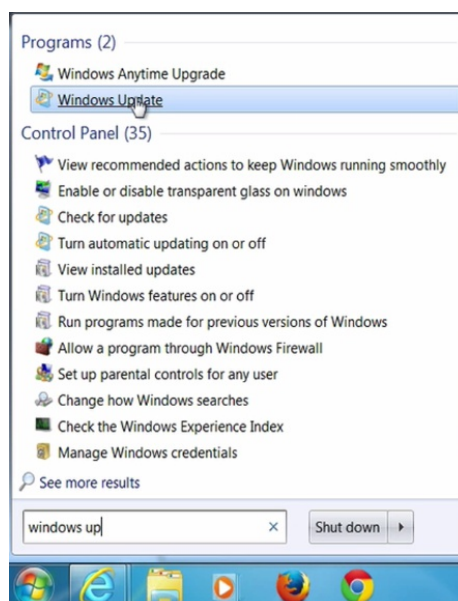 Programs (2)
Windows Anytime Upgrade
Windows Update
Control Panel (35)
View recommended actions to keep Windows running smoothly
Enable or disable transparent glass on windows
Check for updates
Turn automatic updating on or off
View installed updates
Turn Windows features on or off
Run programs made for previous versions of Windows
Allow a program through Windows Firewall
Set up parental controls for any user
Change how Windows searches
Check the Windows Experience Index
Manage Windows credentials
See more results
windows up
Shut down